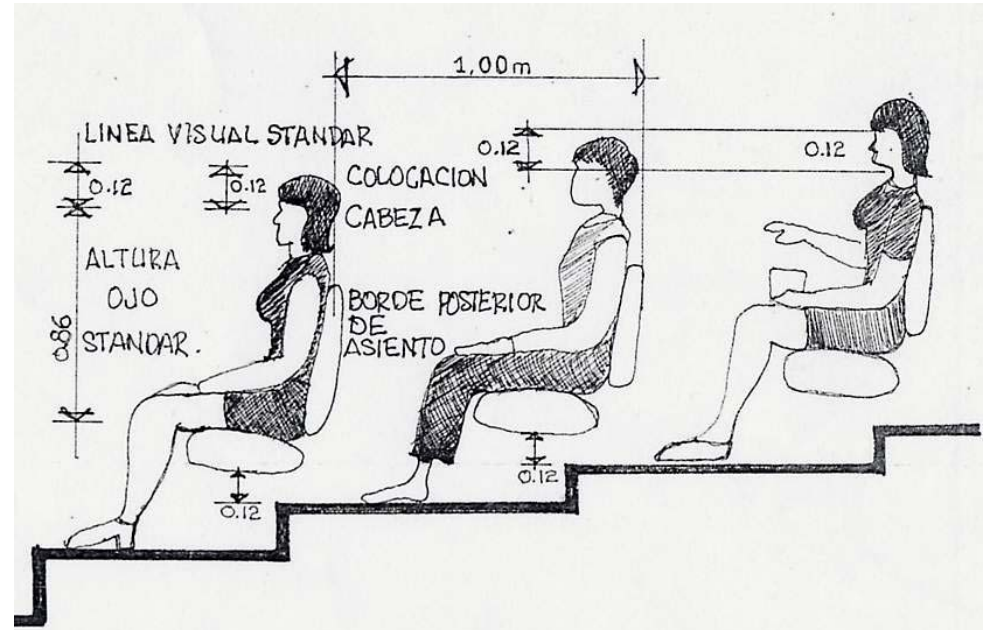 1,00m
LINEA VISUAL STANDAR
0.12
0.12
0.12
0.12
COLOCACION
CABEZA
ALTURA
OJO
STANDAR.
0.86
BORDE POSTERIOR
DE
ASIENTO
0.12
0.12